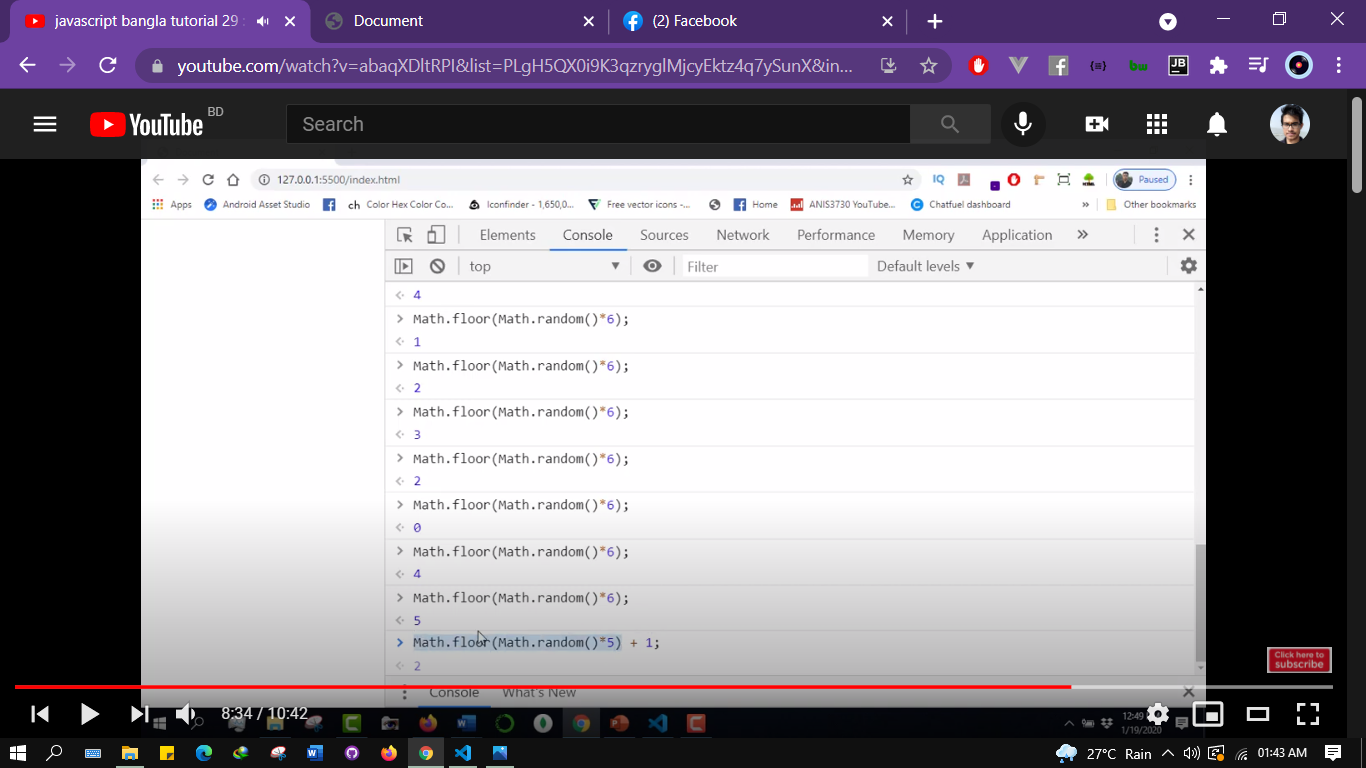 javascript bangla tutorial 29 :
Document
(2) Facebook
youtube.com/watch?v=abaqXDltRPI&list=PLgH5QX0i9K3qzryglMjcyEktz4q7ySunX&in...
YouTube BD
Search
127.0.0.1:5500/index.html
Paused
Apps Android Asset Studio Color Hex Color Co... Iconfinder - 1,650,0... Free vector icons -... Home ANIS3730 YouTube... Chatfuel dashboard » Other bookmarks
Elements Console Sources Network Performance Memory Application »
top Filter Default levels
4
Math.floor(Math.random()*6);
1
Math.floor(Math.random()*6);
2
Math.floor(Math.random()*6);
3
Math.floor(Math.random()*6);
2
Math.floor(Math.random()*6);
0
Math.floor(Math.random()*6);
4
Math.floor(Math.random()*6);
5
Math.floor(Math.random()*5) + 1;
2
Click here to
subscribe
Console What's New
8:34 / 10:42
12:49
1/19/2020
27°C Rain 01:43 AM